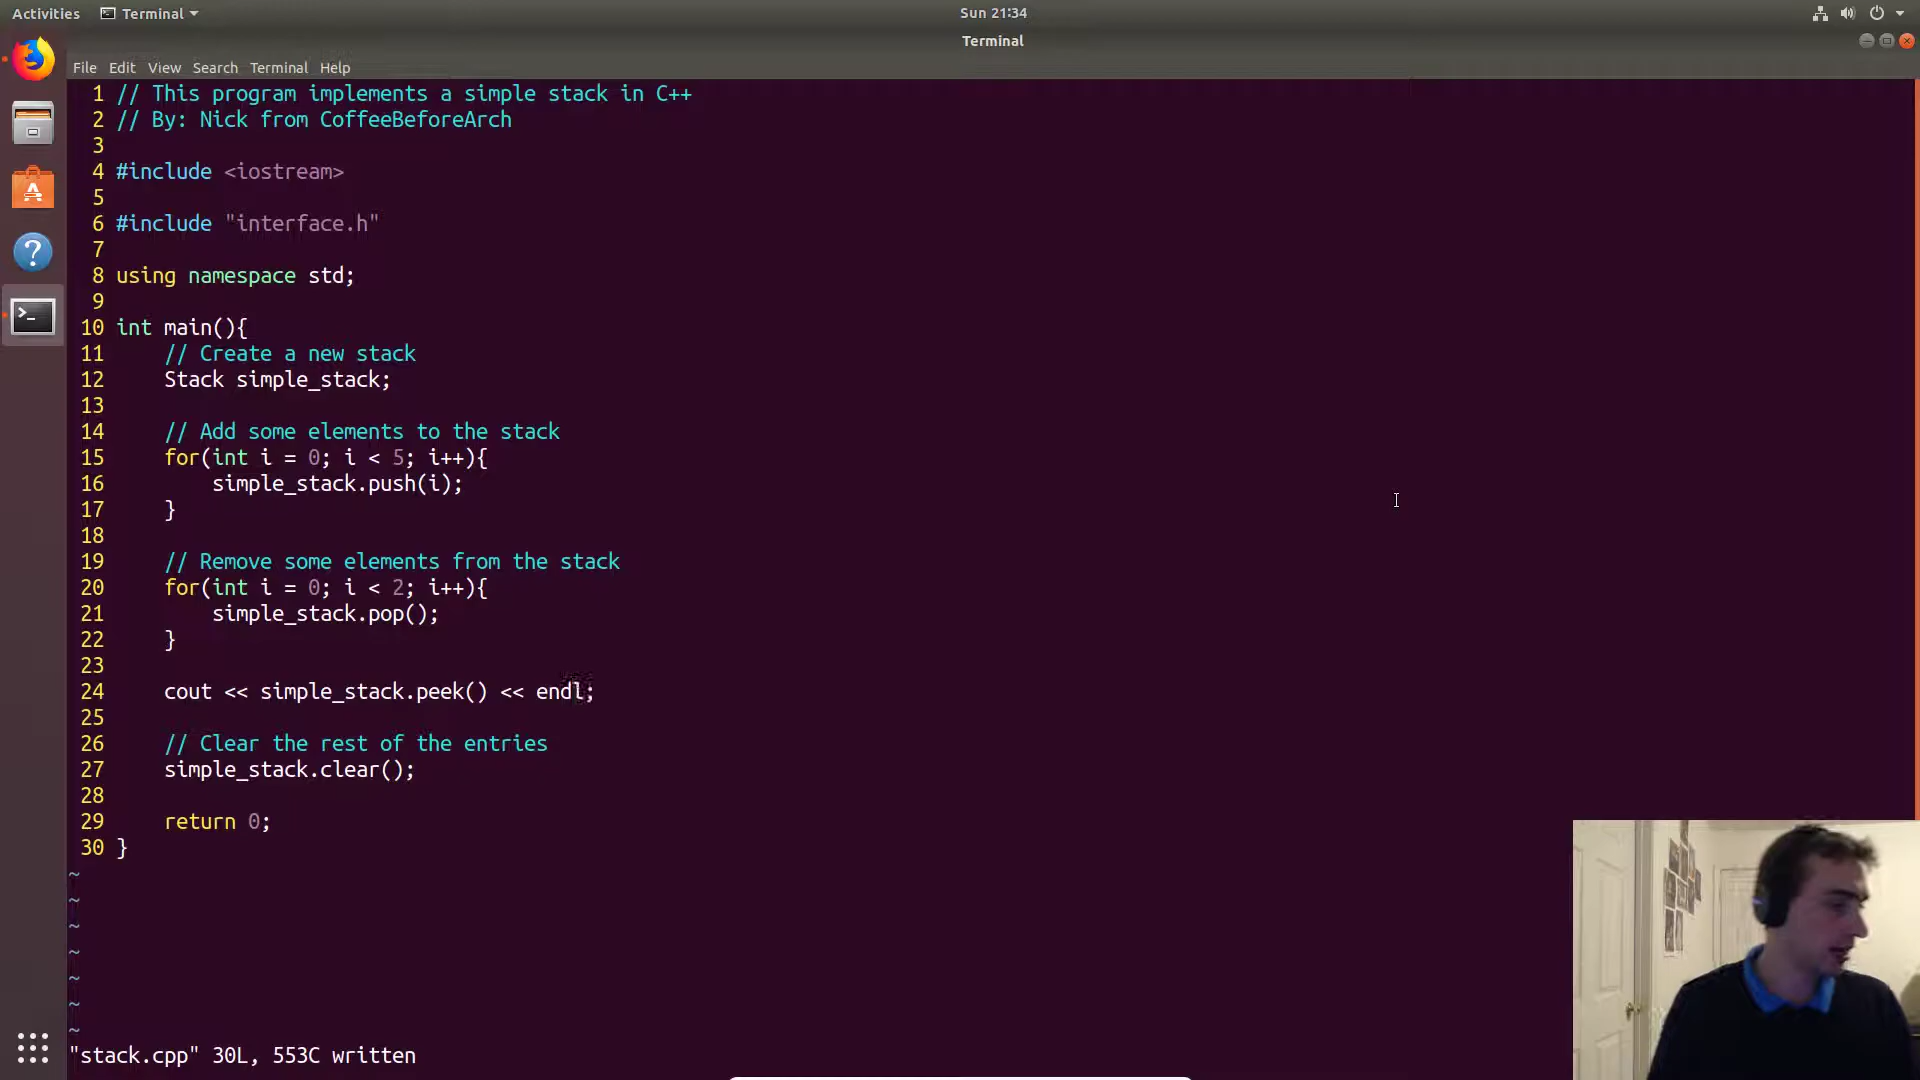 Activities Terminal Sun 21:34
Terminal
File Edit View Search Terminal Help
1 // This program implements a simple stack in C++
2 // By: Nick from CoffeeBeforeArch
3
4 #include <iostream>
5
6 #include "interface.h"
7
8 using namespace std;
9
10 int main(){
11     // Create a new stack
12     Stack simple_stack;
13
14     // Add some elements to the stack
15     for(int i = 0; i < 5; i++){
16         simple_stack.push(i);
17     }
18
19     // Remove some elements from the stack
20     for(int i = 0; i < 2; i++){
21         simple_stack.pop();
22     }
23
24     cout << simple_stack.peek() << endl;
25
26     // Clear the rest of the entries
27     simple_stack.clear();
28
29     return 0;
30 }
~
~
~
~
~
~
~
"stack.cpp" 30L, 553C written